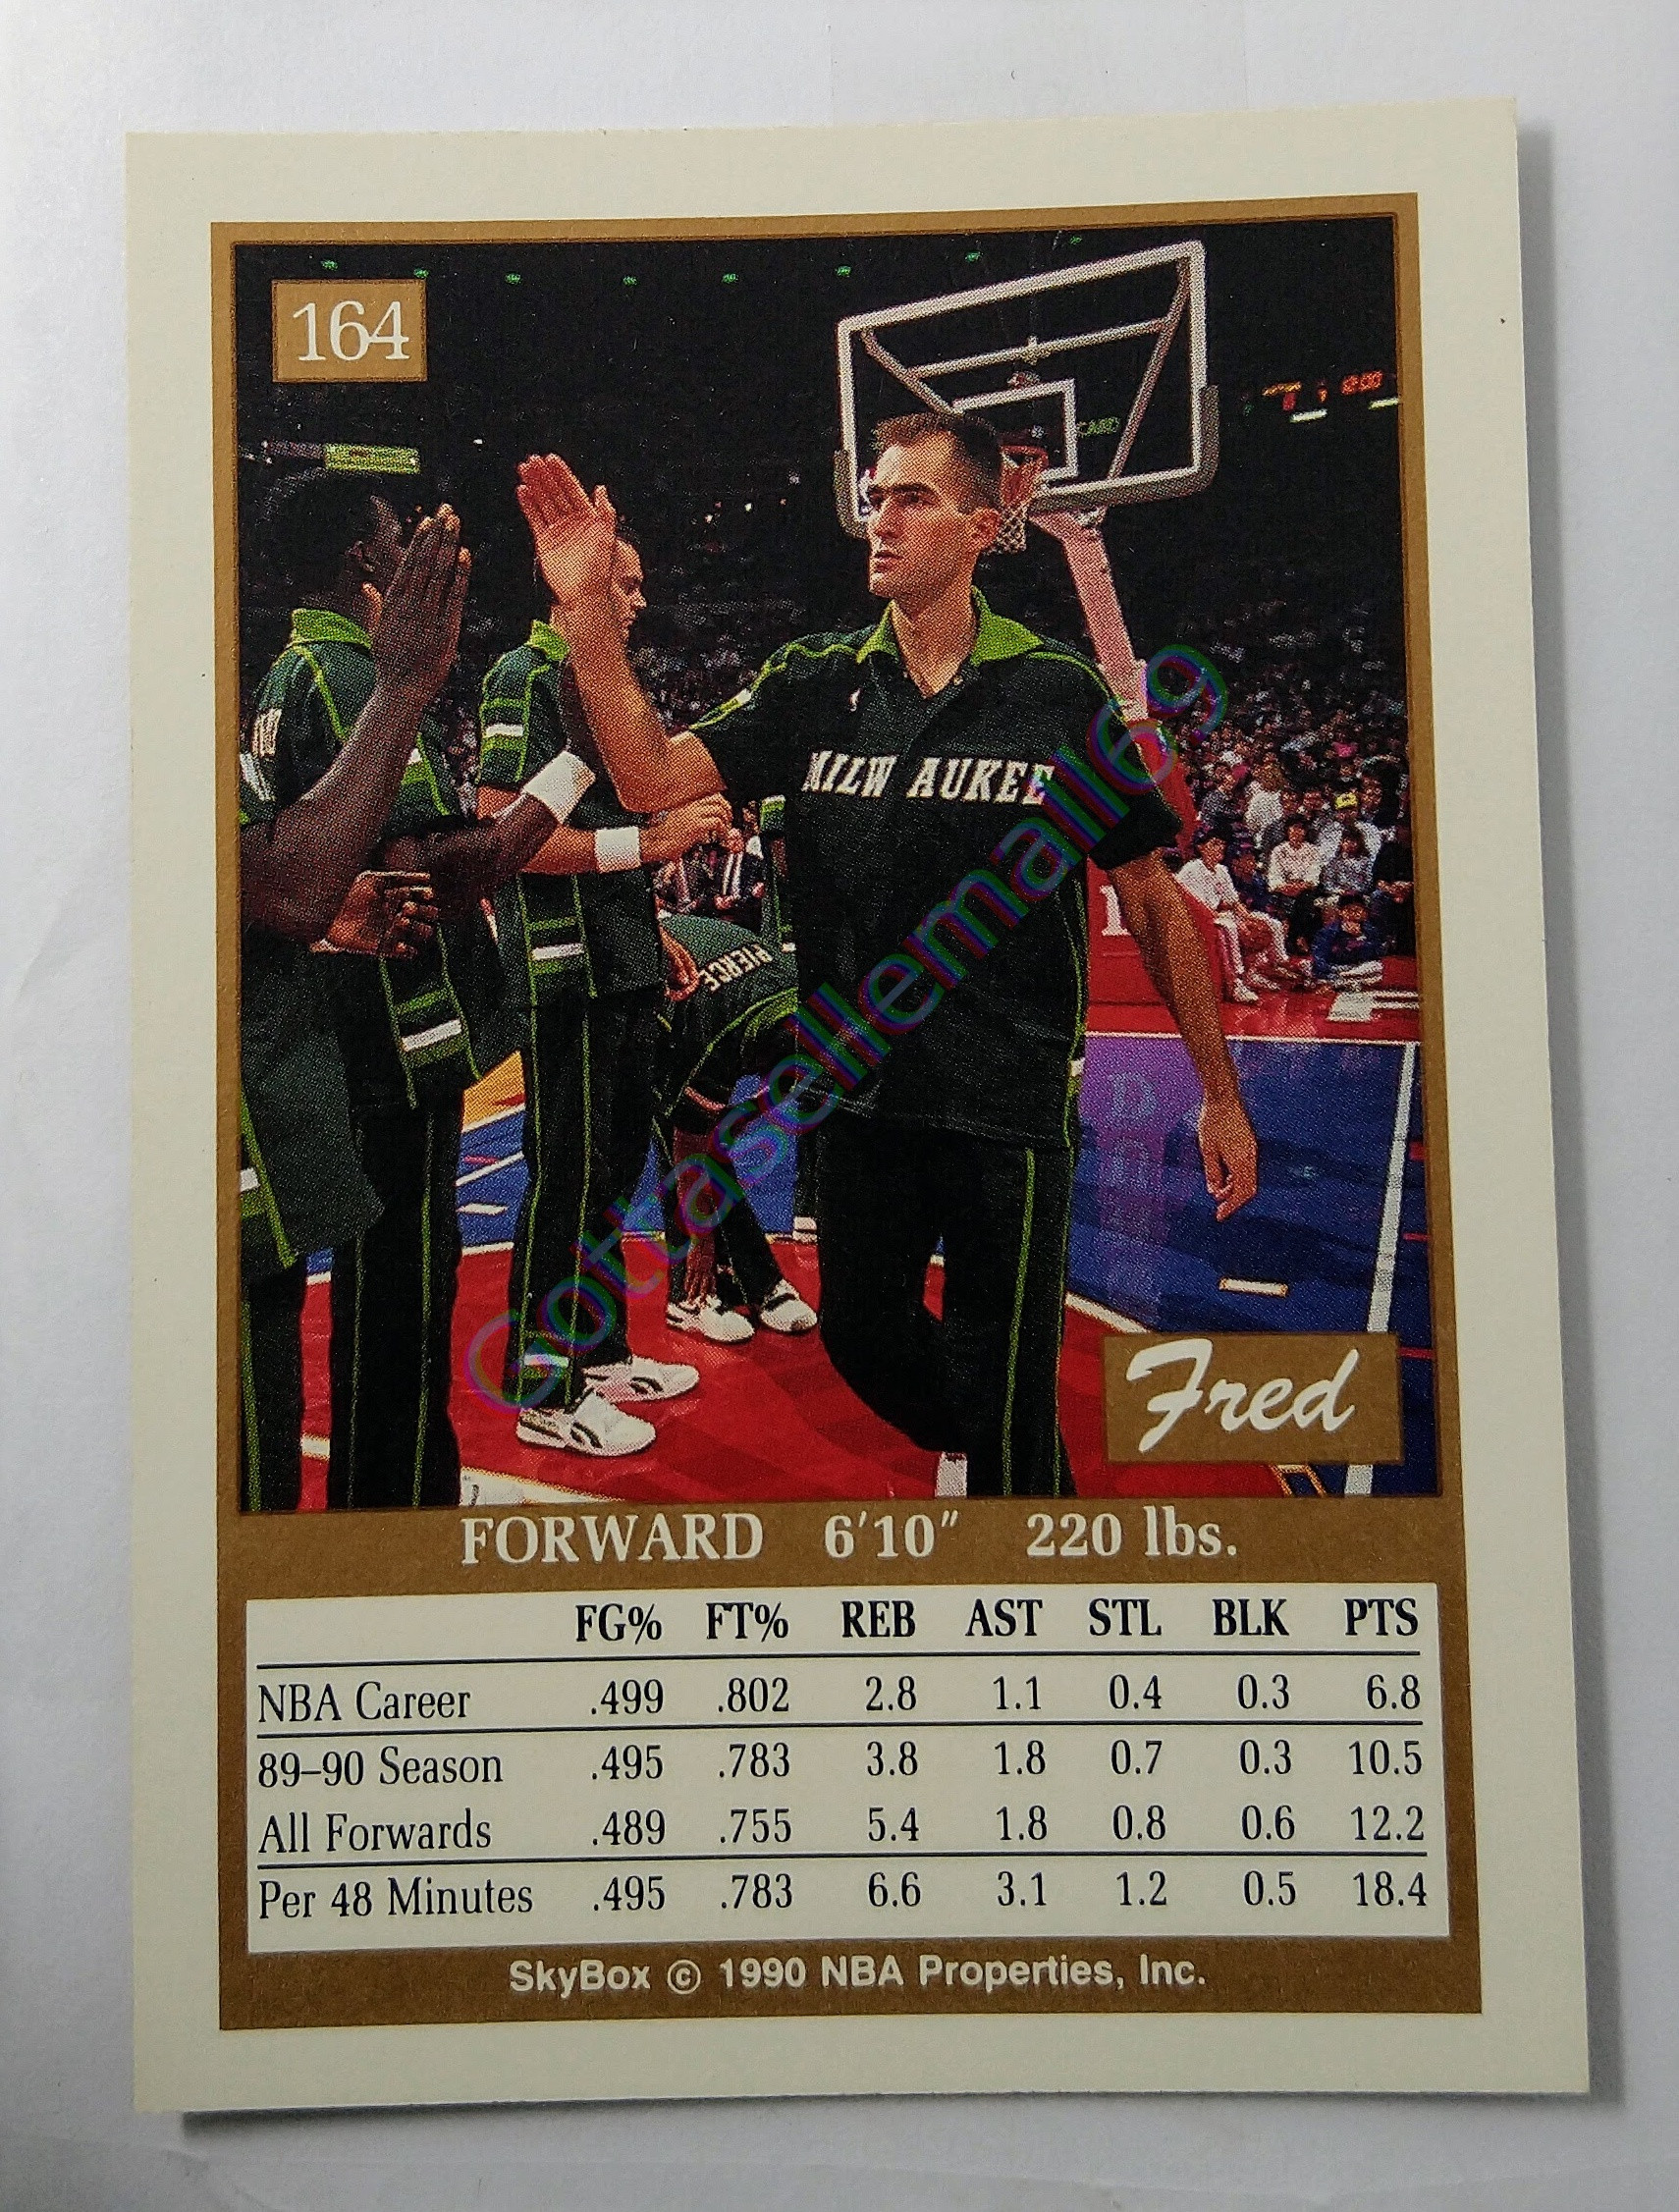 164
CARD
12:00
MILWAUKEE
PIERCE
Gottasellemall69
Fred
FORWARD 6'10" 220 lbs.
FG% FT% REB AST STL BLK PTS
NBA Career .499 .802 2.8 1.1 0.4 0.3 6.8
89–90 Season .495 .783 3.8 1.8 0.7 0.3 10.5
All Forwards .489 .755 5.4 1.8 0.8 0.6 12.2
Per 48 Minutes .495 .783 6.6 3.1 1.2 0.5 18.4
SkyBox © 1990 NBA Properties, Inc.